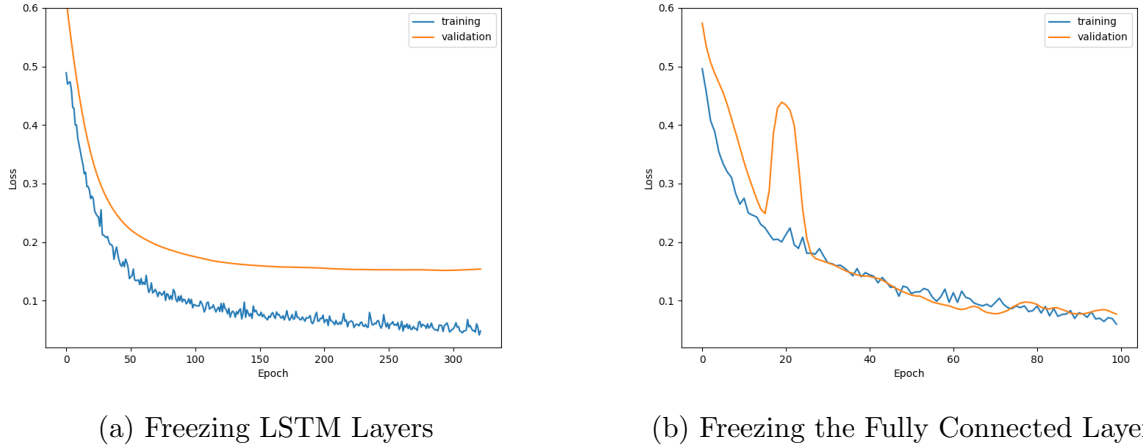 0.6
0.5
0.4
0.3
0.2
0.1
Loss
0 50 100 150 200 250 300
Epoch
training
validation
(a) Freezing LSTM Layers
0.6
0.5
0.4
0.3
0.2
0.1
Loss
0 20 40 60 80 100
Epoch
training
validation
(b) Freezing the Fully Connected Laye